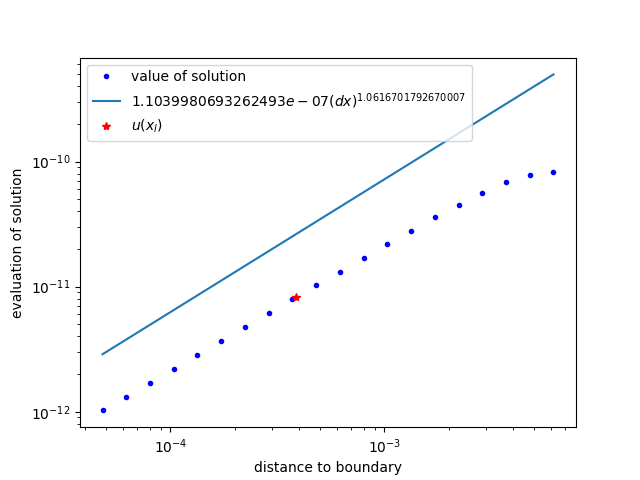 value of solution
1.1039980693262493e − 07(dx)^1.0616701792670007
u(x_l)
10^−10
10^−11
10^−12
evaluation of solution
10^−4
10^−3
distance to boundary